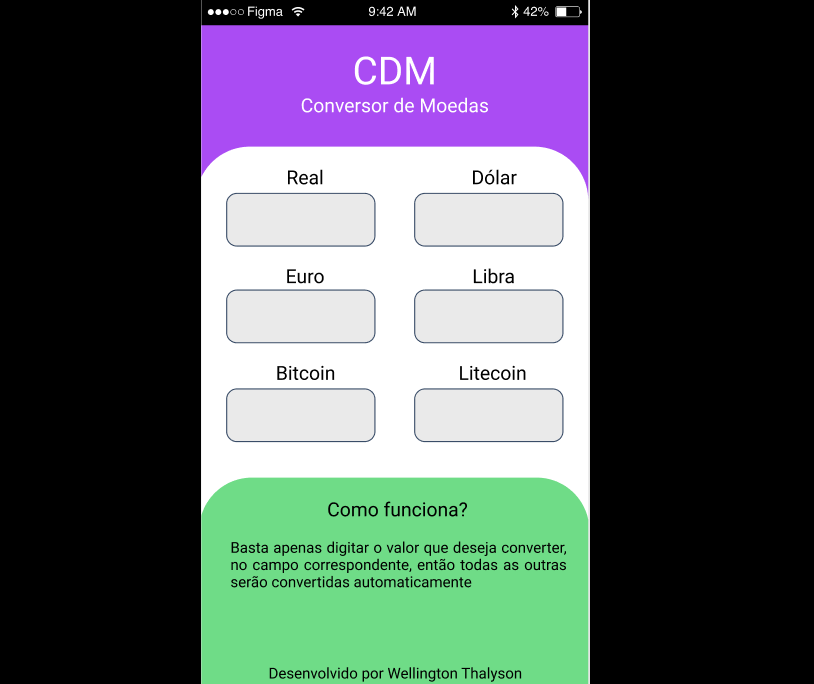 Figma 9:42 AM 42%
CDM
Conversor de Moedas
Real Dólar
Euro Libra
Bitcoin Litecoin
Como funciona?
Basta apenas digitar o valor que deseja converter,
no campo correspondente, então todas as outras
serão convertidas automaticamente
Desenvolvido por Wellington Thalyson